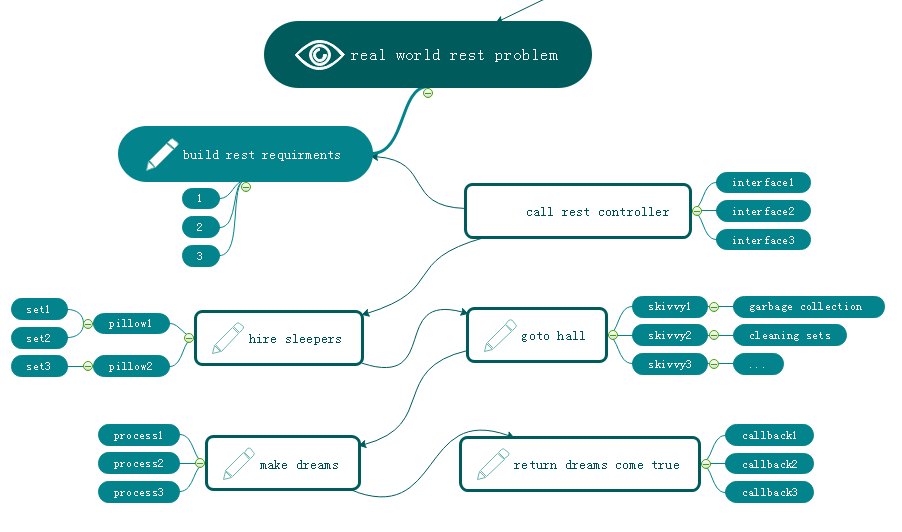 real world rest problem
build rest requirments
1
2
3
call rest controller
interface1
interface2
interface3
set1
set2
set3
pillow1
pillow2
hire sleepers
goto hall
skivvy1
garbage collection
skivvy2
cleaning sets
skivvy3
...
process1
process2
process3
make dreams
return dreams come true
callback1
callback2
callback3